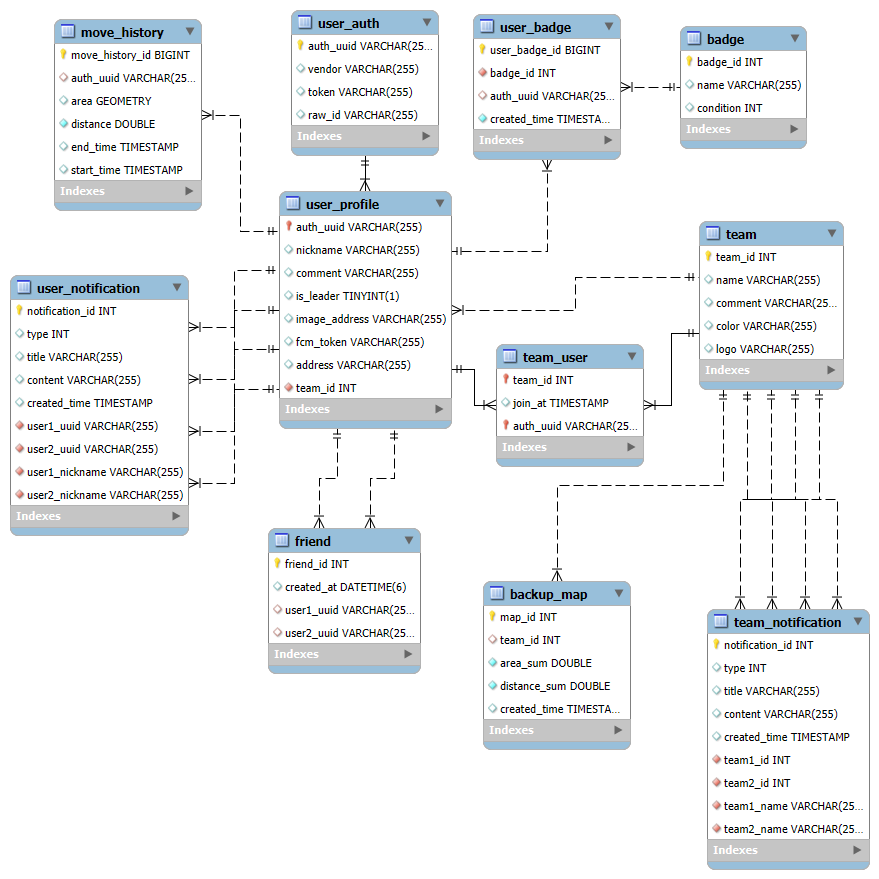 move_history
move_history_id BIGINT
auth_uuid VARCHAR(25...
area GEOMETRY
distance DOUBLE
end_time TIMESTAMP
start_time TIMESTAMP
Indexes
user_auth
auth_uuid VARCHAR(25...
vendor VARCHAR(255)
token VARCHAR(255)
raw_id VARCHAR(255)
Indexes
user_badge
user_badge_id BIGINT
badge_id INT
auth_uuid VARCHAR(25...
created_time TIMESTA...
Indexes
badge
badge_id INT
name VARCHAR(255)
condition INT
Indexes
user_profile
auth_uuid VARCHAR(255)
nickname VARCHAR(255)
comment VARCHAR(255)
is_leader TINYINT(1)
image_address VARCHAR(255)
fcm_token VARCHAR(255)
address VARCHAR(255)
team_id INT
Indexes
team
team_id INT
name VARCHAR(255)
comment VARCHAR(25...
color VARCHAR(255)
logo VARCHAR(255)
Indexes
user_notification
notification_id INT
type INT
title VARCHAR(255)
content VARCHAR(255)
created_time TIMESTAMP
user1_uuid VARCHAR(255)
user2_uuid VARCHAR(255)
user1_nickname VARCHAR(255)
user2_nickname VARCHAR(255)
Indexes
team_user
team_id INT
join_at TIMESTAMP
auth_uuid VARCHAR(25...
Indexes
friend
friend_id INT
created_at DATETIME(6)
user1_uuid VARCHAR(25...
user2_uuid VARCHAR(25...
Indexes
backup_map
map_id INT
team_id INT
area_sum DOUBLE
distance_sum DOUBLE
created_time TIMESTA...
Indexes
team_notification
notification_id INT
type INT
title VARCHAR(255)
content VARCHAR(255)
created_time TIMESTAMP
team1_id INT
team2_id INT
team1_name VARCHAR(25...
team2_name VARCHAR(25...
Indexes